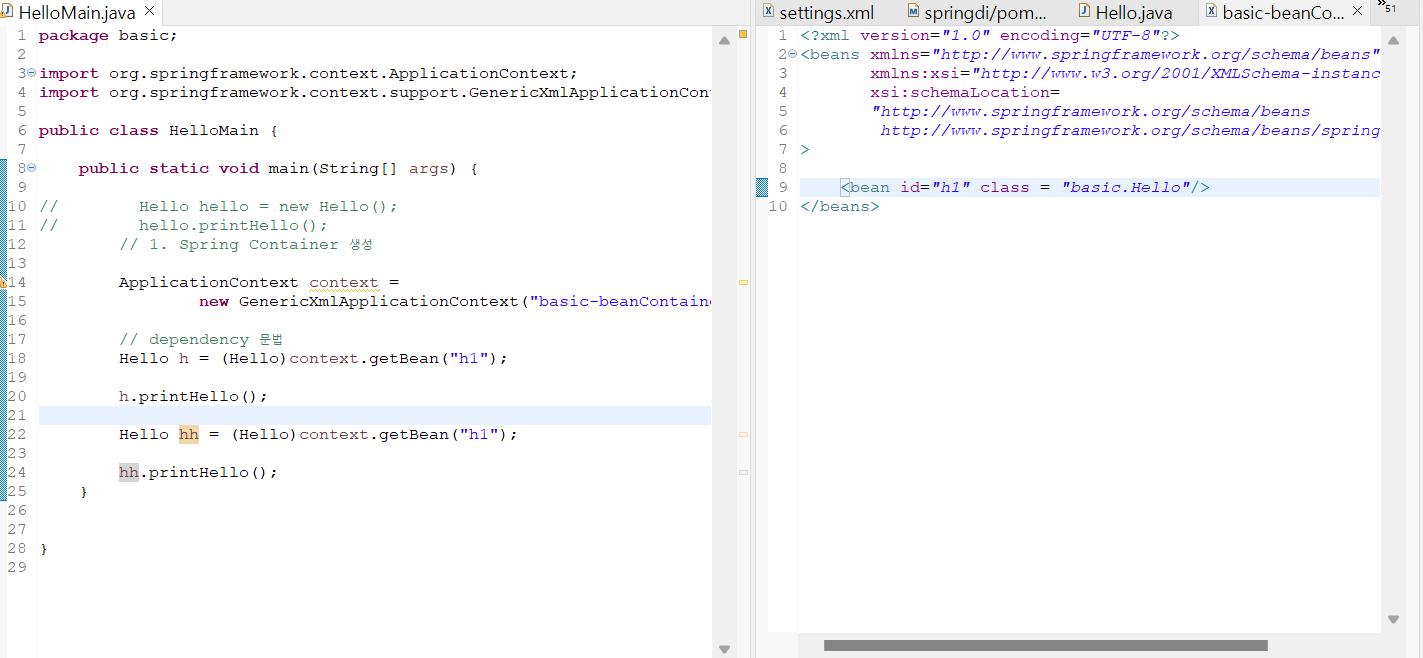 HelloMain.java
1 package basic;
2
3 import org.springframework.context.ApplicationContext;
4 import org.springframework.context.support.GenericXmlApplicationCon
5
6 public class HelloMain {
7
8 public static void main(String[] args) {
9
10 // Hello hello = new Hello();
11 // hello.printHello();
12 // 1. Spring Container 생성
13
14 ApplicationContext context =
15 new GenericXmlApplicationContext("basic-beanContain
16
17 // dependency 문법
18 Hello h = (Hello)context.getBean("h1");
19
20 h.printHello();
21
22 Hello hh = (Hello)context.getBean("h1");
23
24 hh.printHello();
25 }
26
27
28 }
29
settings.xml springdi/pom... Hello.java basic-beanCo... »51
1 <?xml version="1.0" encoding="UTF-8"?>
2 <beans xmlns="http://www.springframework.org/schema/beans"
3 xmlns:xsi="http://www.w3.org/2001/XMLSchema-instanc
4 xsi:schemaLocation=
5 "http://www.springframework.org/schema/beans
6 http://www.springframework.org/schema/beans/spring
7 >
8
9 <bean id="h1" class = "basic.Hello"/>
10 </beans>